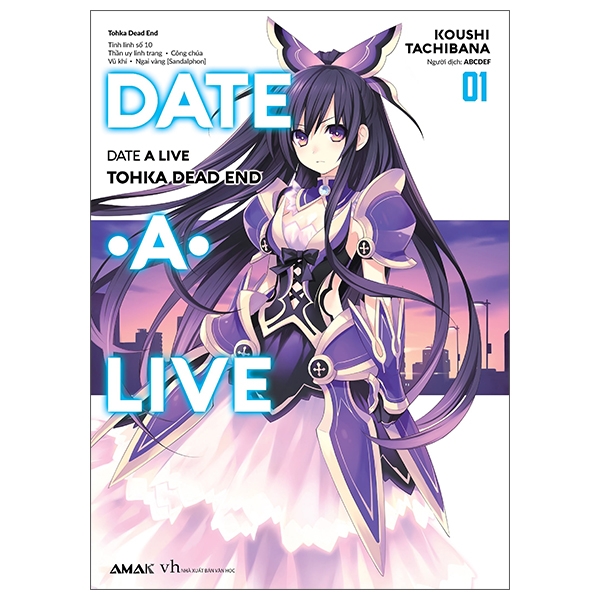 Tohka Dead End
Tinh linh số 10
Thần uy linh trang • Công chúa
Vũ khí • Ngai vàng [Sandalphon]
KOUSHI
TACHIBANA
Người dịch: ABCDEF
01
DATE
DATE A LIVE
TOHKA DEAD END
•A•
LIVE
AMAK vh NHÀ XUẤT BẢN VĂN HỌC